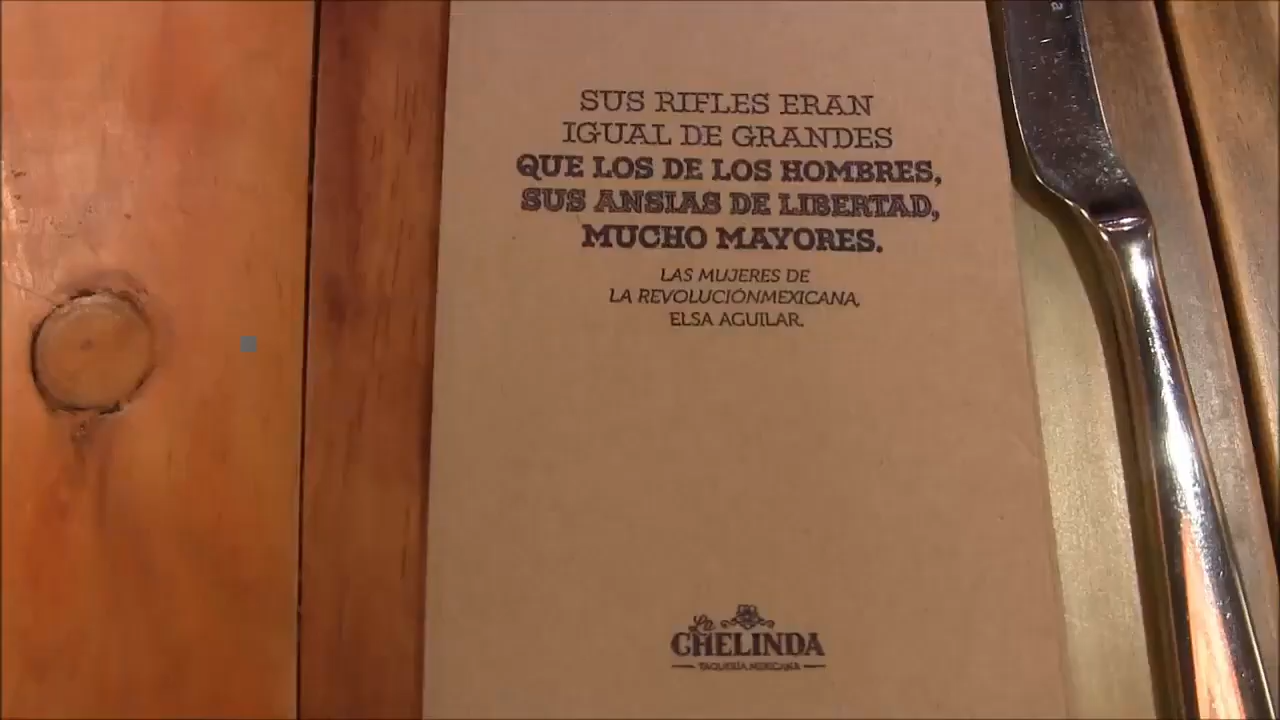 SUS RIFLES ERAN
IGUAL DE GRANDES
QUE LOS DE LOS HOMBRES,
SUS ANSIAS DE LIBERTAD,
MUCHO MAYORES.
LAS MUJERES DE
LA REVOLUCIÓNMEXICANA,
ELSA AGUILAR.
La
CHELINDA
TAQUERÍA MEXICANA